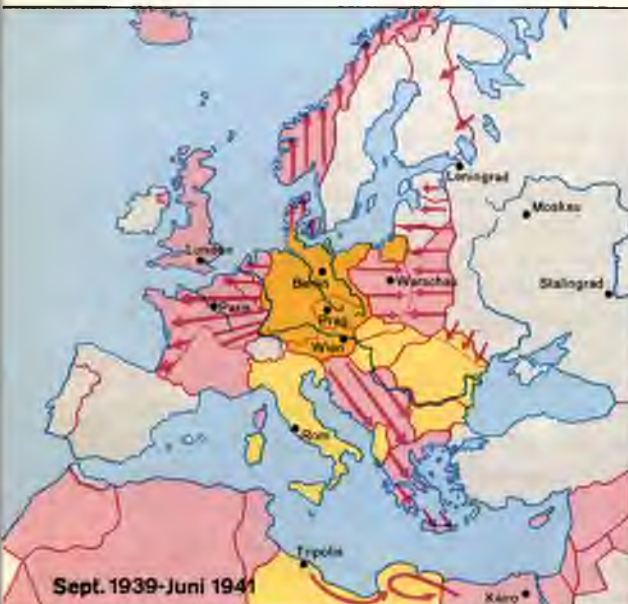 Leningrad
Moskau
London
Berlin
Warschau
Stalingrad
Paris
Prag
Wien
Rom
Tripolis
Sept. 1939-Juni 1941
Kairo